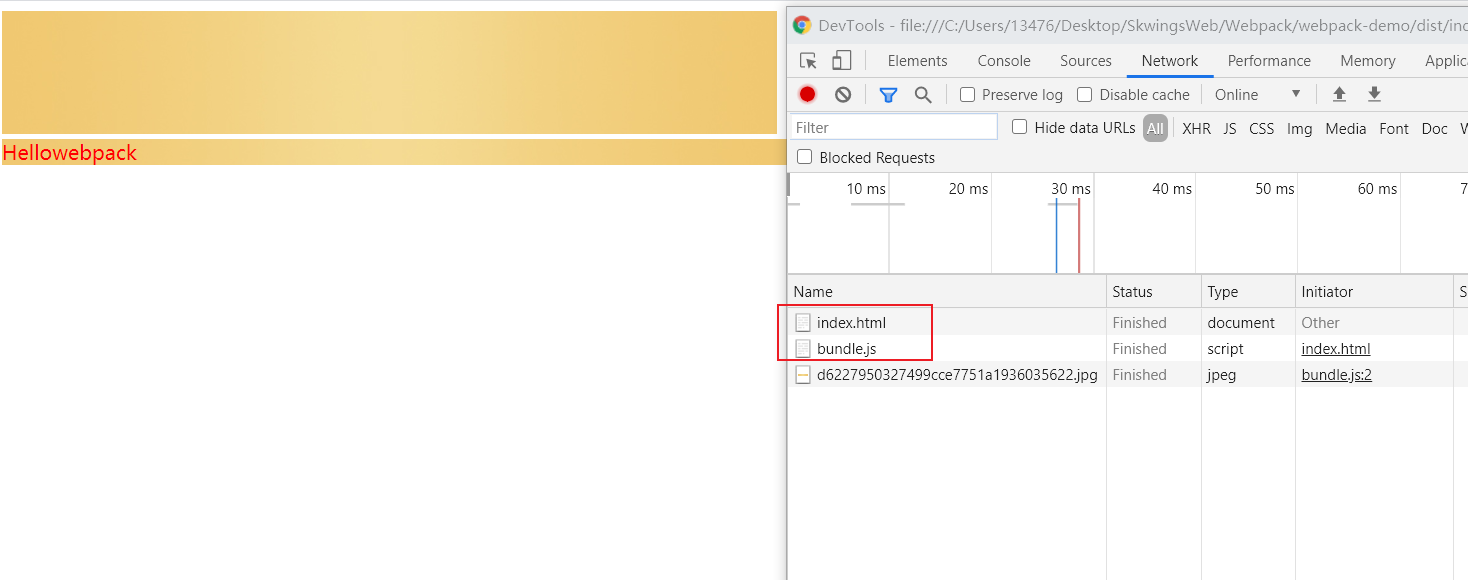 DevTools - file:///C:/Users/13476/Desktop/SkwingsWeb/Webpack/webpack-demo/dist/inc
Elements Console Sources Network Performance Memory Applica
Preserve log Disable cache Online ▼
Filter Hide data URLs All XHR JS CSS Img Media Font Doc W
Blocked Requests
Hellowebpack
10 ms 20 ms 30 ms 40 ms 50 ms 60 ms 7
Name Status Type Initiator S
index.html Finished document Other
bundle.js Finished script index.html
d6227950327499cce7751a1936035622.jpg Finished jpeg bundle.js:2